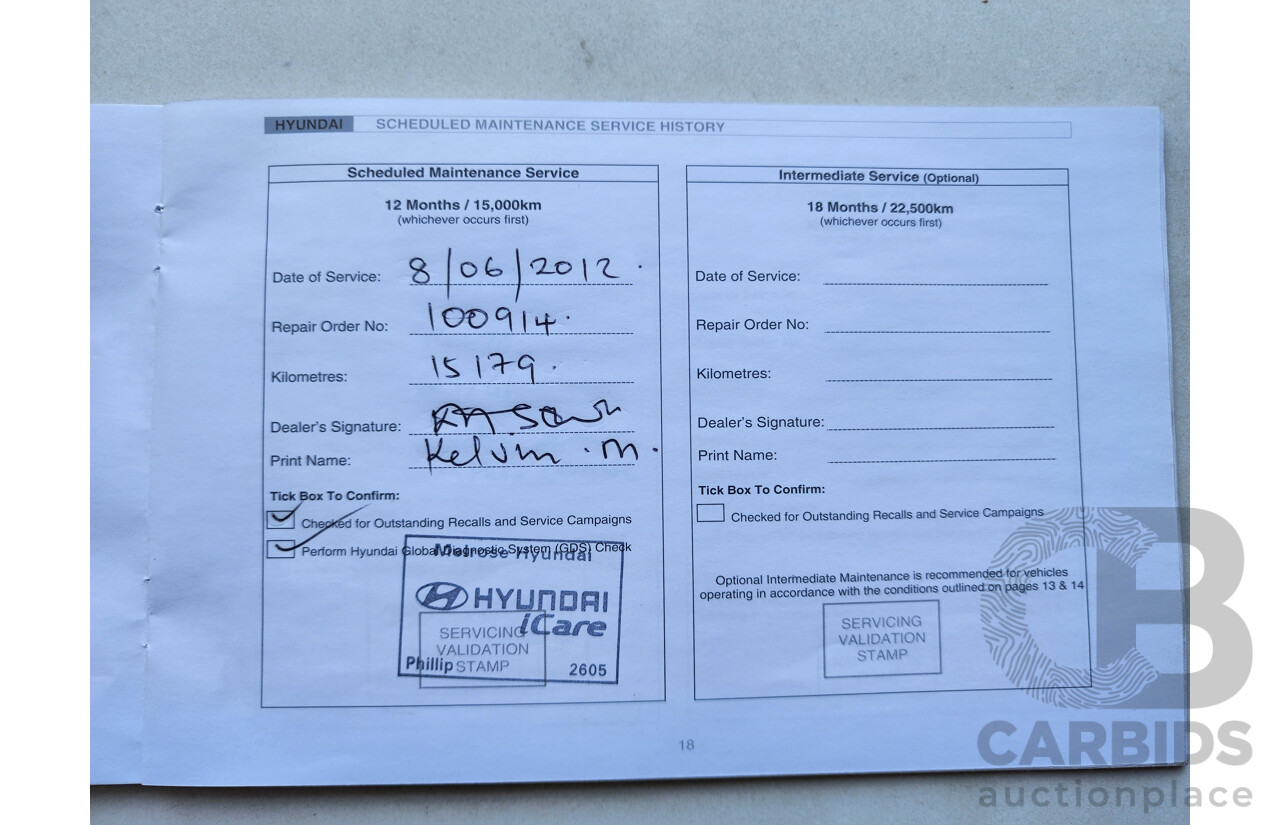 HYUNDAI SCHEDULED MAINTENANCE SERVICE HISTORY
Scheduled Maintenance Service
12 Months / 15,000km
(whichever occurs first)
Date of Service: 8/06/2012.
Repair Order No: 100914.
Kilometres: 15179.
Dealer's Signature:
Print Name: Kelvin . M.
Tick Box To Confirm:
Checked for Outstanding Recalls and Service Campaigns
Perform Hyundai Global Diagnostic System (GDS) Check
Melrose Hyundai
HYUNDAI
iCare
SERVICING
VALIDATION
STAMP
Phillip 2605
Intermediate Service (Optional)
18 Months / 22,500km
(whichever occurs first)
Date of Service:
Repair Order No:
Kilometres:
Dealer's Signature:
Print Name:
Tick Box To Confirm:
Checked for Outstanding Recalls and Service Campaigns
Optional Intermediate Maintenance is recommended for vehicles
operating in accordance with the conditions outlined on pages 13 & 14
SERVICING
VALIDATION
STAMP
18
CB
CARBIDS
auctionplace